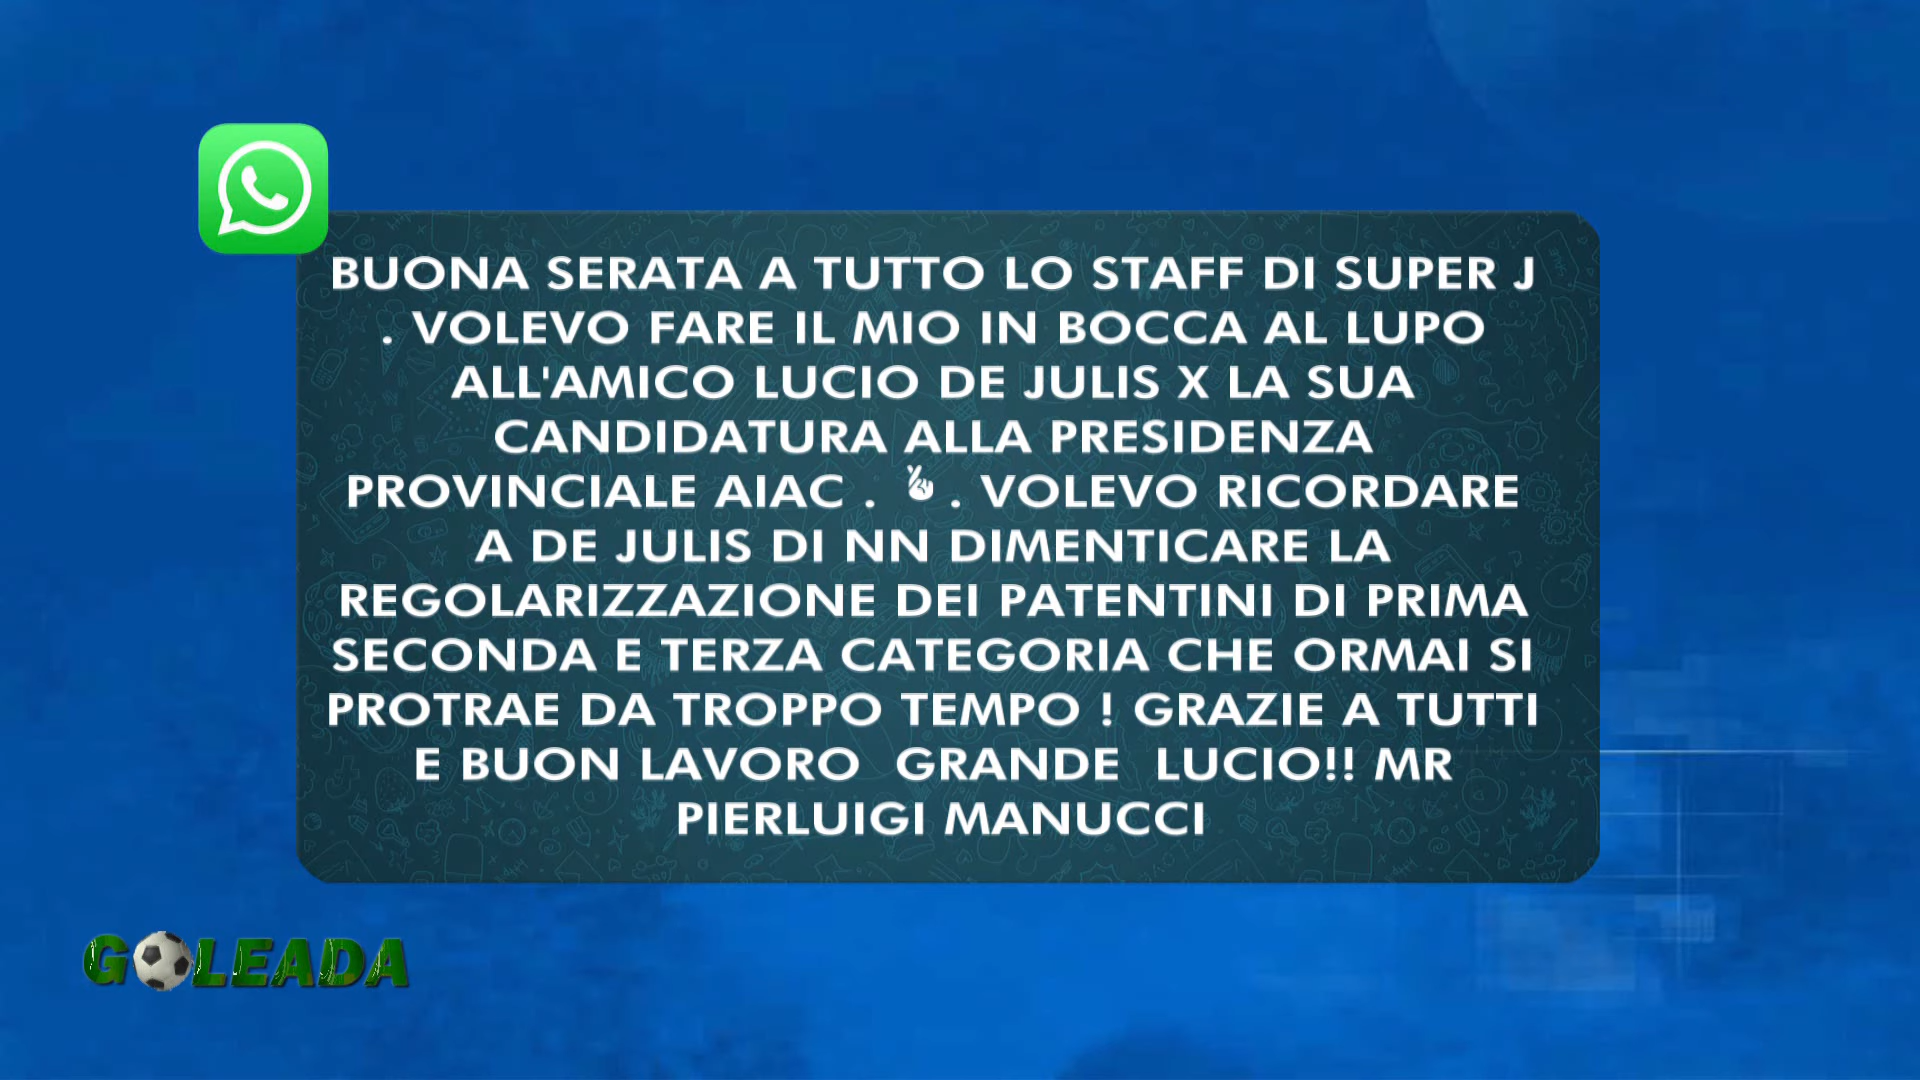 BUONA SERATA A TUTTO LO STAFF DI SUPER J
. VOLEVO FARE IL MIO IN BOCCA AL LUPO
ALL'AMICO LUCIO DE JULIS X LA SUA
CANDIDATURA ALLA PRESIDENZA
PROVINCIALE AIAC . 🤞 . VOLEVO RICORDARE
A DE JULIS DI NN DIMENTICARE LA
REGOLARIZZAZIONE DEI PATENTINI DI PRIMA
SECONDA E TERZA CATEGORIA CHE ORMAI SI
PROTRAE DA TROPPO TEMPO ! GRAZIE A TUTTI
E BUON LAVORO GRANDE LUCIO!! MR
PIERLUIGI MANUCCI
GOLEADA